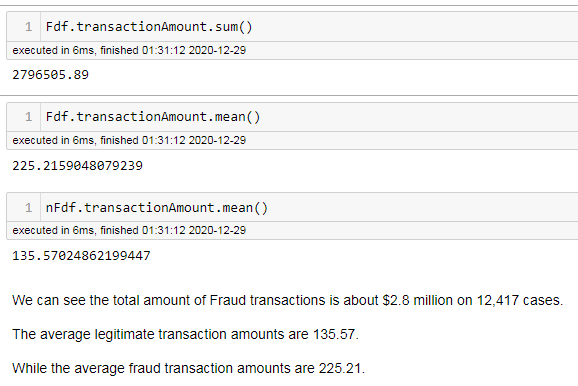 1 Fdf.transactionAmount.sum()
executed in 6ms, finished 01:31:12 2020-12-29
2796505.89
1 Fdf.transactionAmount.mean()
executed in 6ms, finished 01:31:12 2020-12-29
225.2159048079239
1 nFdf.transactionAmount.mean()
executed in 6ms, finished 01:31:12 2020-12-29
135.57024862199447
We can see the total amount of Fraud transactions is about $2.8 million on 12,417 cases.
The average legitimate transaction amounts are 135.57.
While the average fraud transaction amounts are 225.21.